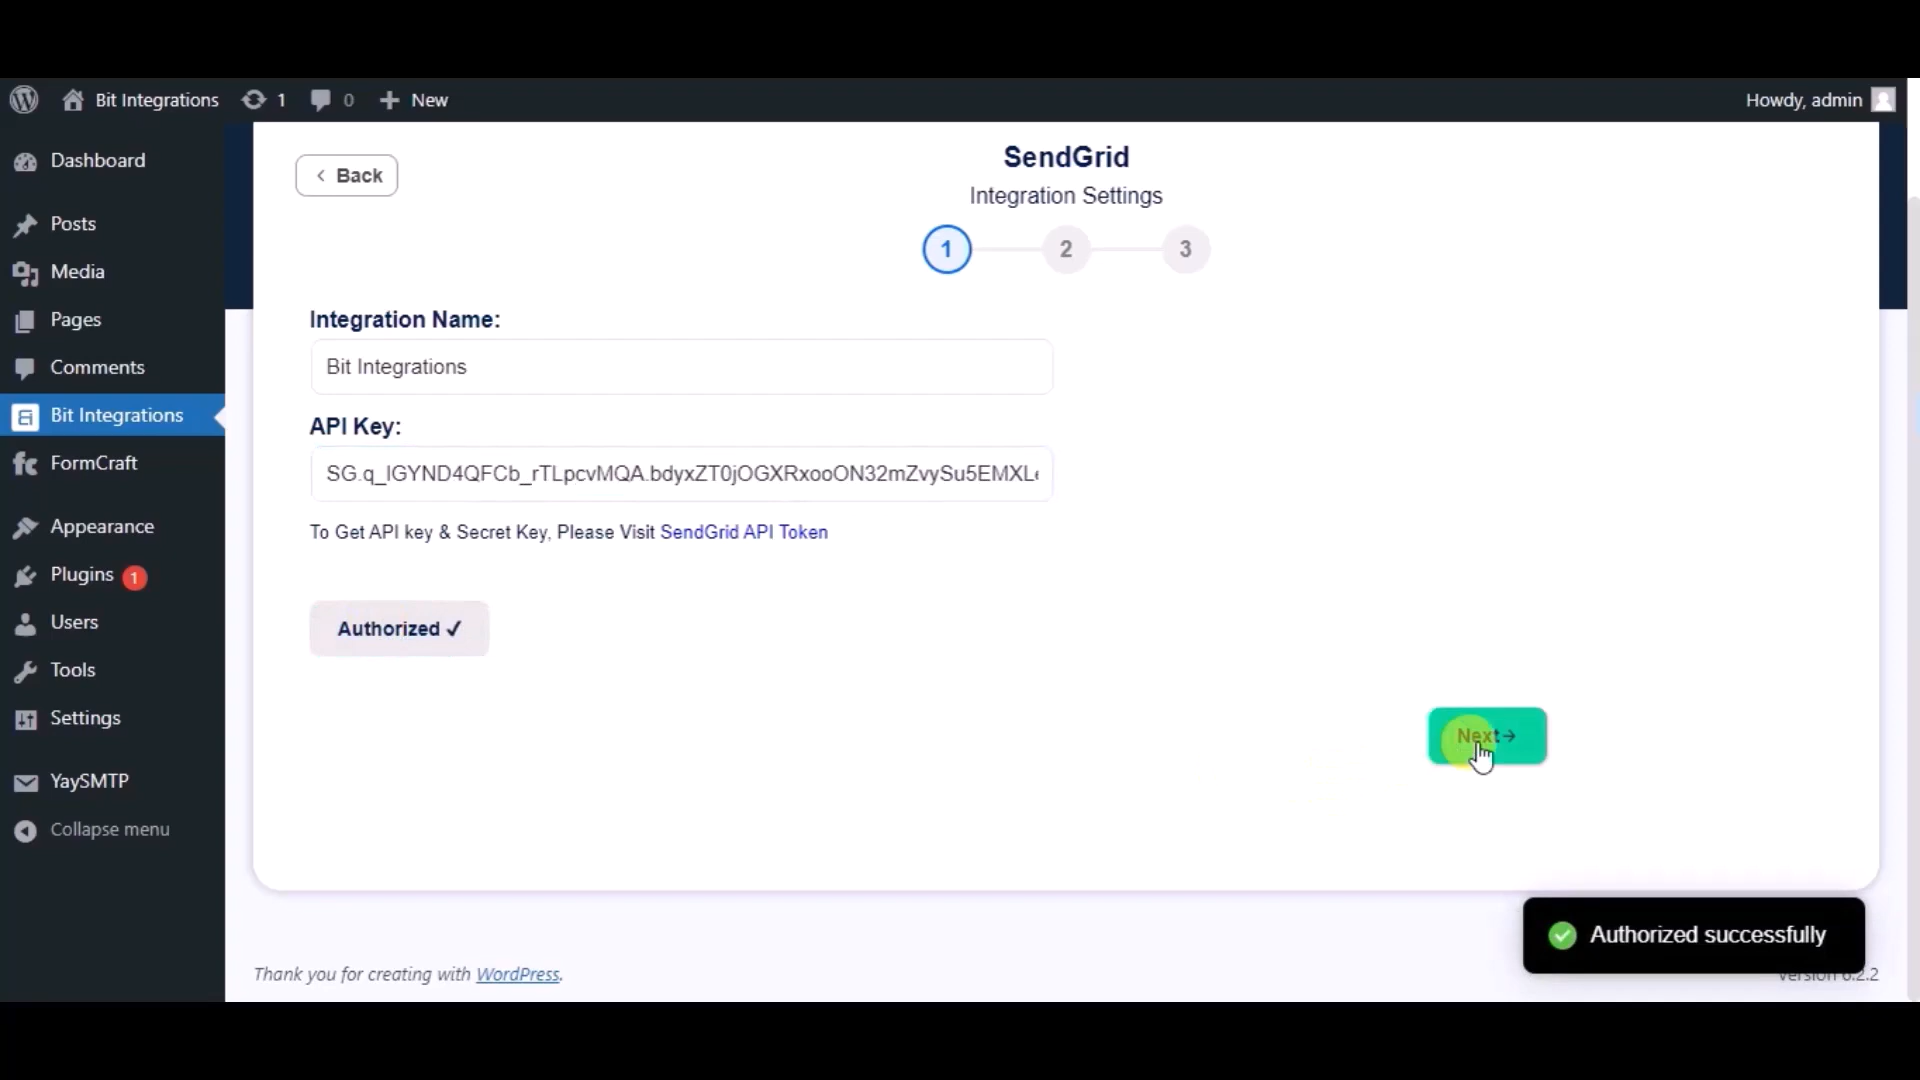 Bit Integrations 1 0 New Howdy, admin
Dashboard
Posts
Media
Pages
Comments
Bit Integrations
FormCraft
Appearance
Plugins 1
Users
Tools
Settings
YaySMTP
Collapse menu
Back
SendGrid
Integration Settings
1 2 3
Integration Name:
Bit Integrations
API Key:
SG.q_IGYND4QFCb_rTLpcvMQA.bdyxZT0jOGXRxooON32mZvySu5EMXL
To Get API key & Secret Key, Please Visit SendGrid API Token
Authorized ✓
Next→
Authorized successfully
Thank you for creating with WordPress.
Version 6.2.2